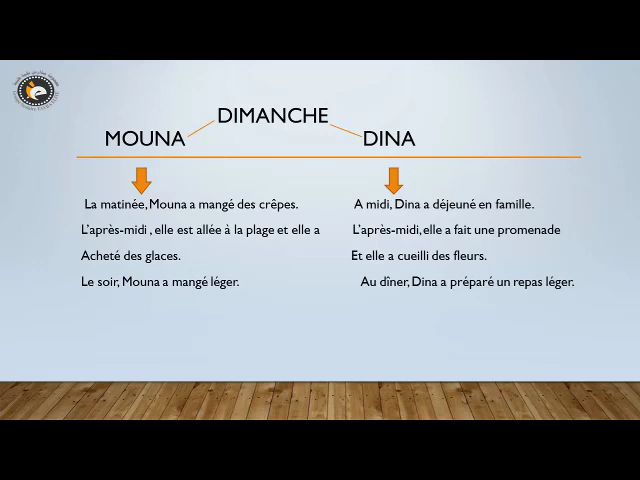 DIMANCHE
MOUNA
DINA
La matinée, Mouna a mangé des crêpes.
L'après-midi , elle est allée à la plage et elle a
Acheté des glaces.
Le soir, Mouna a mangé léger.
A midi, Dina a déjeuné en famille.
L'après-midi, elle a fait une promenade
Et elle a cueilli des fleurs.
Au dîner, Dina a préparé un repas léger.